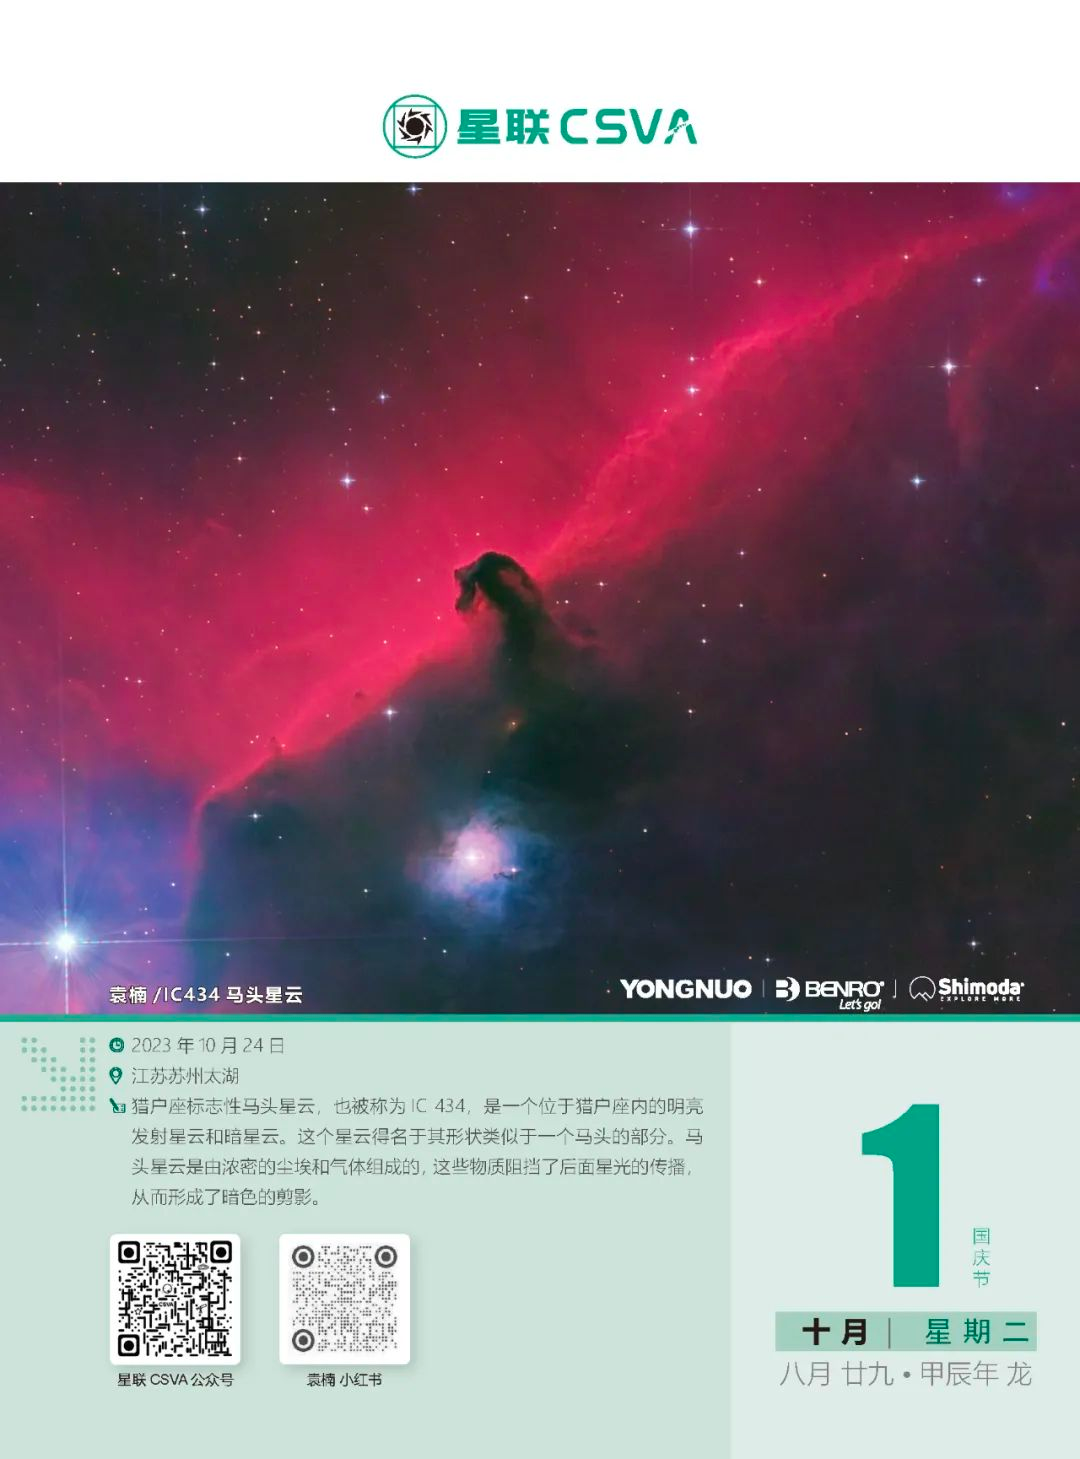 星联CSVA
袁楠 /IC434 马头星云
YONGNUO | BENRO Let's go! | Shimoda EXPLORE MORE
2023 年 10 月 24 日
江苏苏州太湖
猎户座标志性马头星云，也被称为 IC 434，是一个位于猎户座内的明亮
发射星云和暗星云。这个星云得名于其形状类似于一个马头的部分。马
头星云是由浓密的尘埃和气体组成的，这些物质阻挡了后面星光的传播，
从而形成了暗色的剪影。
CSVA
星联 CSVA 公众号
袁楠 小红书
1
国庆节
十月 | 星期二
八月 廿九 • 甲辰年 龙